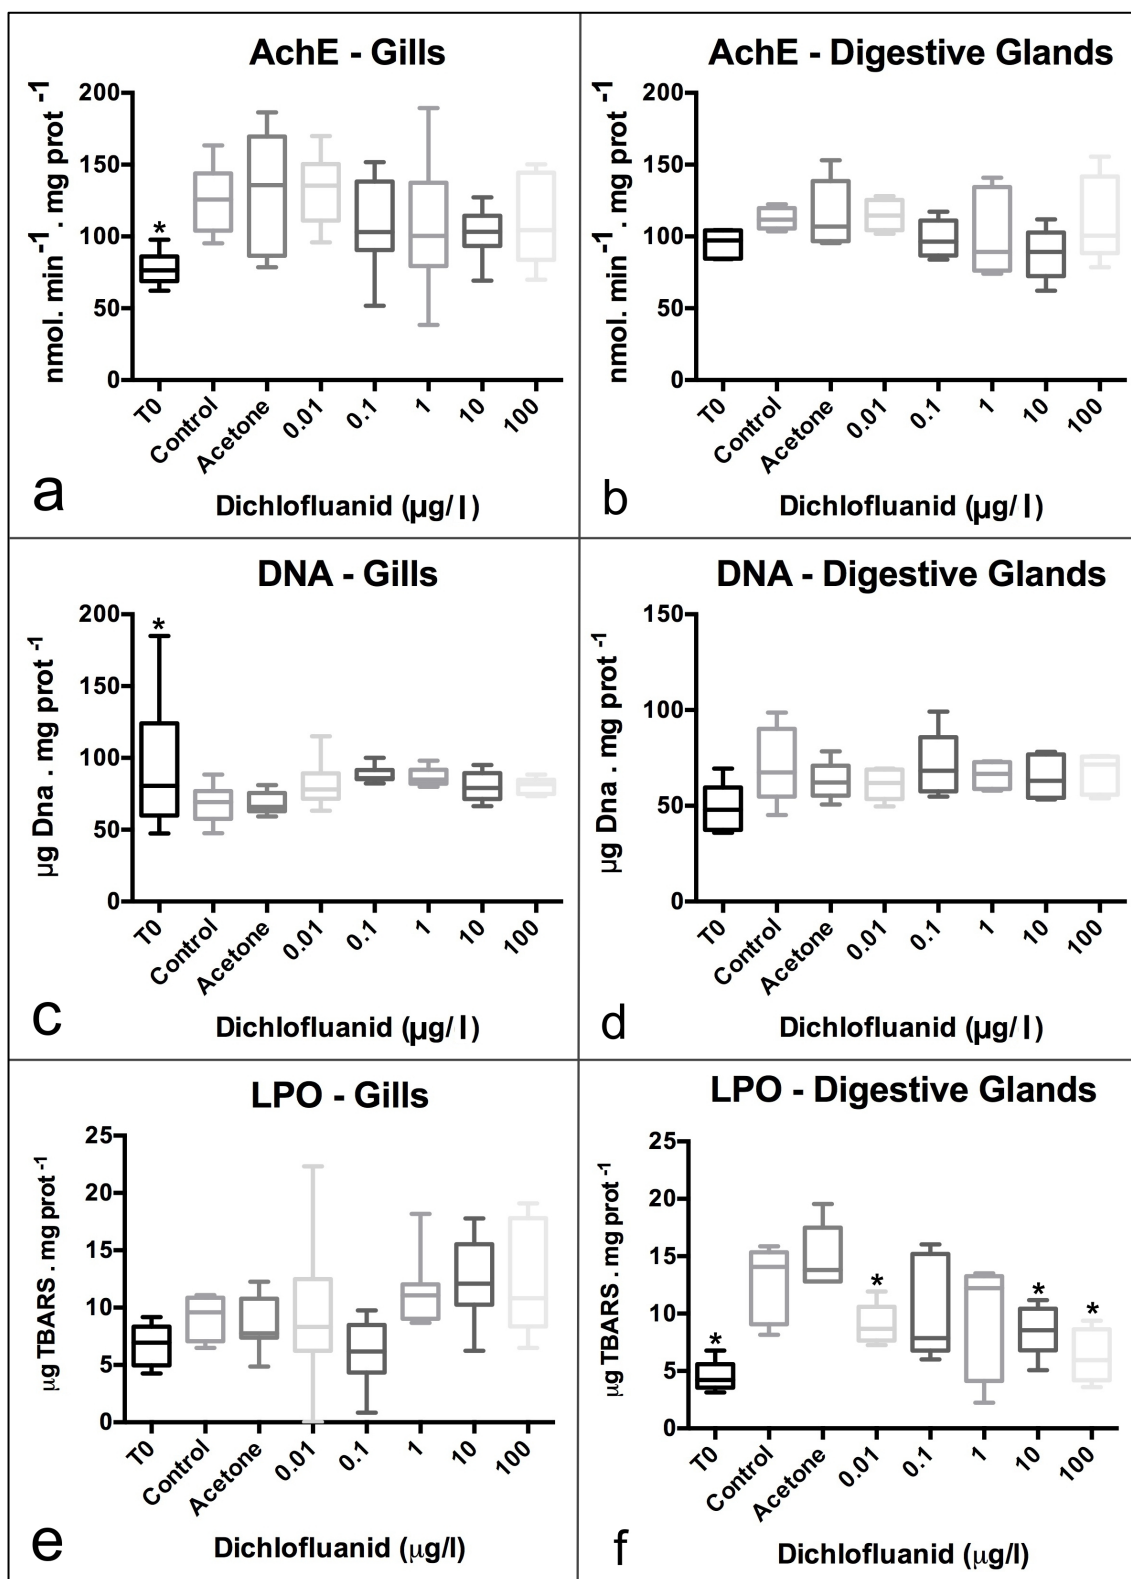 AchE - Gills
nmol. min⁻¹. mg prot ⁻¹
200
150
100
50
0
*
T0
Control
Acetone
0.01
0.1
1
10
100
a
Dichlofluanid (µg/ l )
AchE - Digestive Glands
nmol. min⁻¹. mg prot ⁻¹
200
150
100
50
0
T0
Control
Acetone
0.01
0.1
1
10
100
b
Dichlofluanid (µg/ l )
DNA - Gills
µg Dna . mg prot ⁻¹
200
150
100
50
0
*
T0
Control
Acetone
0.01
0.1
1
10
100
c
Dichlofluanid (µg/ l )
DNA - Digestive Glands
µg Dna . mg prot ⁻¹
150
100
50
0
T0
Control
Acetone
0.01
0.1
1
10
100
d
Dichlofluanid (µg/ l )
LPO - Gills
µg TBARS . mg prot ⁻¹
25
20
15
10
5
0
T0
Control
Acetone
0.01
0.1
1
10
100
e
Dichlofluanid (µg/l)
LPO - Digestive Glands
µg TBARS . mg prot ⁻¹
25
20
15
10
5
0
*
*
*
*
T0
Control
Acetone
0.01
0.1
1
10
100
f
Dichlofluanid (µg/l)